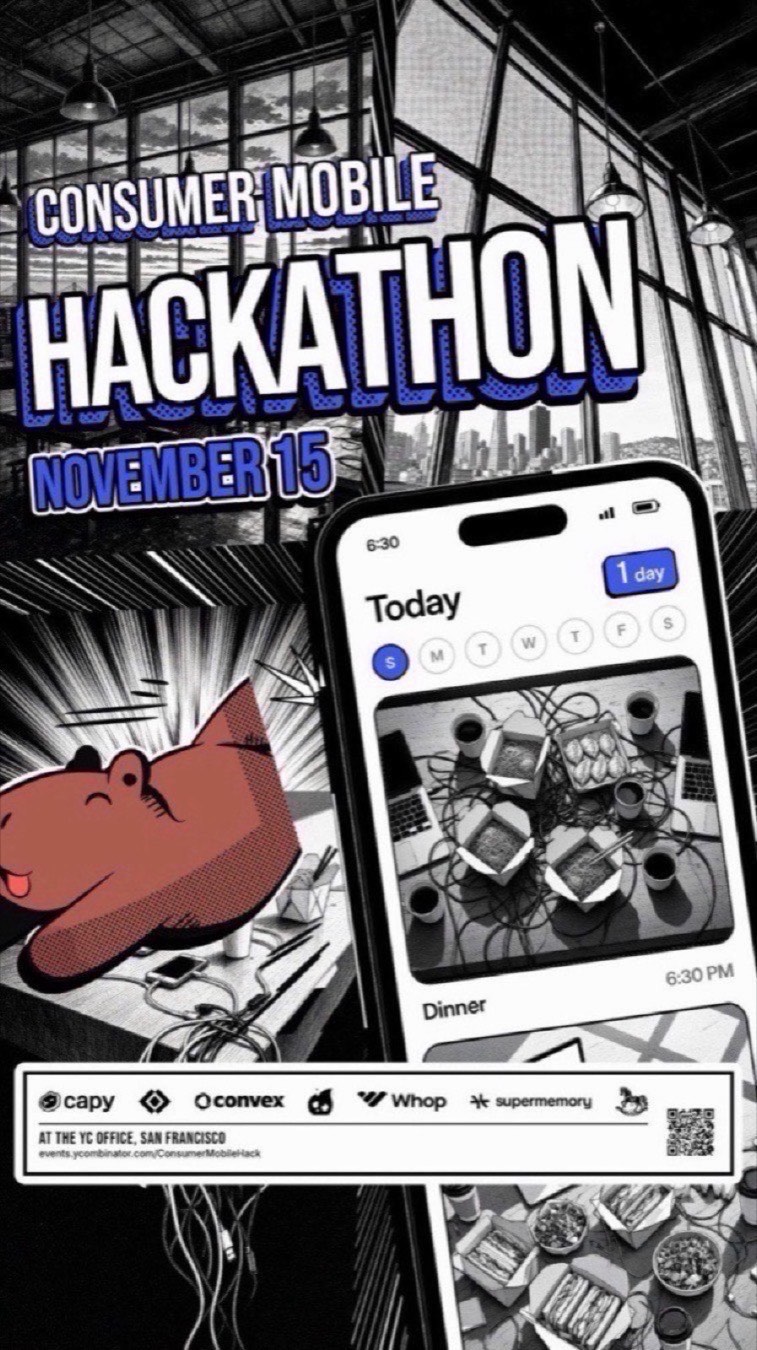 CONSUMER MOBILE
HACKATHON
NOVEMBER 15
6:30
Today
1 day
S M T W T F S
Dinner
6:30 PM
capy
convex
Whop
supermemory
AT THE YC OFFICE, SAN FRANCISCO
events.ycombinator.com/ConsumerMobileHack